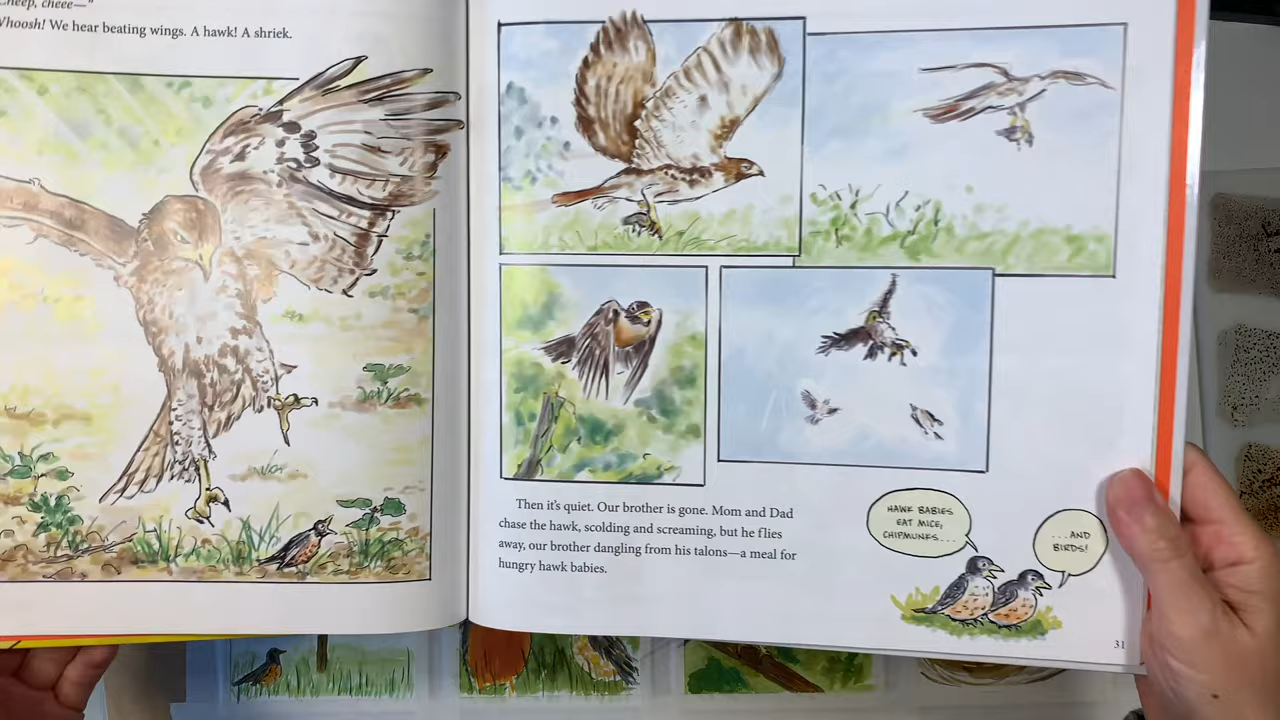 Cheep, cheee—"
Whoosh! We hear beating wings. A hawk! A shriek.
Then it's quiet. Our brother is gone. Mom and Dad
chase the hawk, scolding and screaming, but he flies
away, our brother dangling from his talons—a meal for
hungry hawk babies.
HAWK BABIES
EAT MICE,
CHIPMUNKS...
...AND
BIRDS!
31